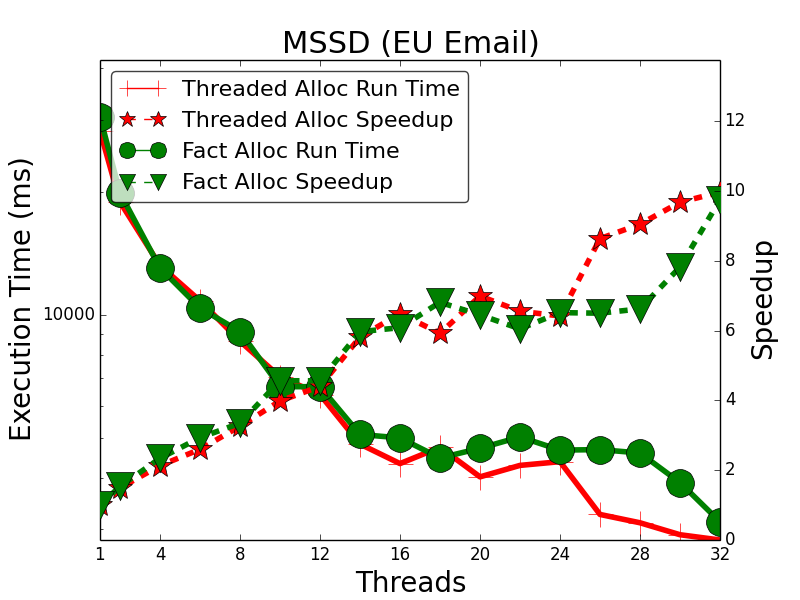 MSSD (EU Email)
Threaded Alloc Run Time
Threaded Alloc Speedup
Fact Alloc Run Time
Fact Alloc Speedup
Execution Time (ms)
10000
12
10
8
6
4
2
0
Speedup
1 4 8 12 16 20 24 28 32
Threads